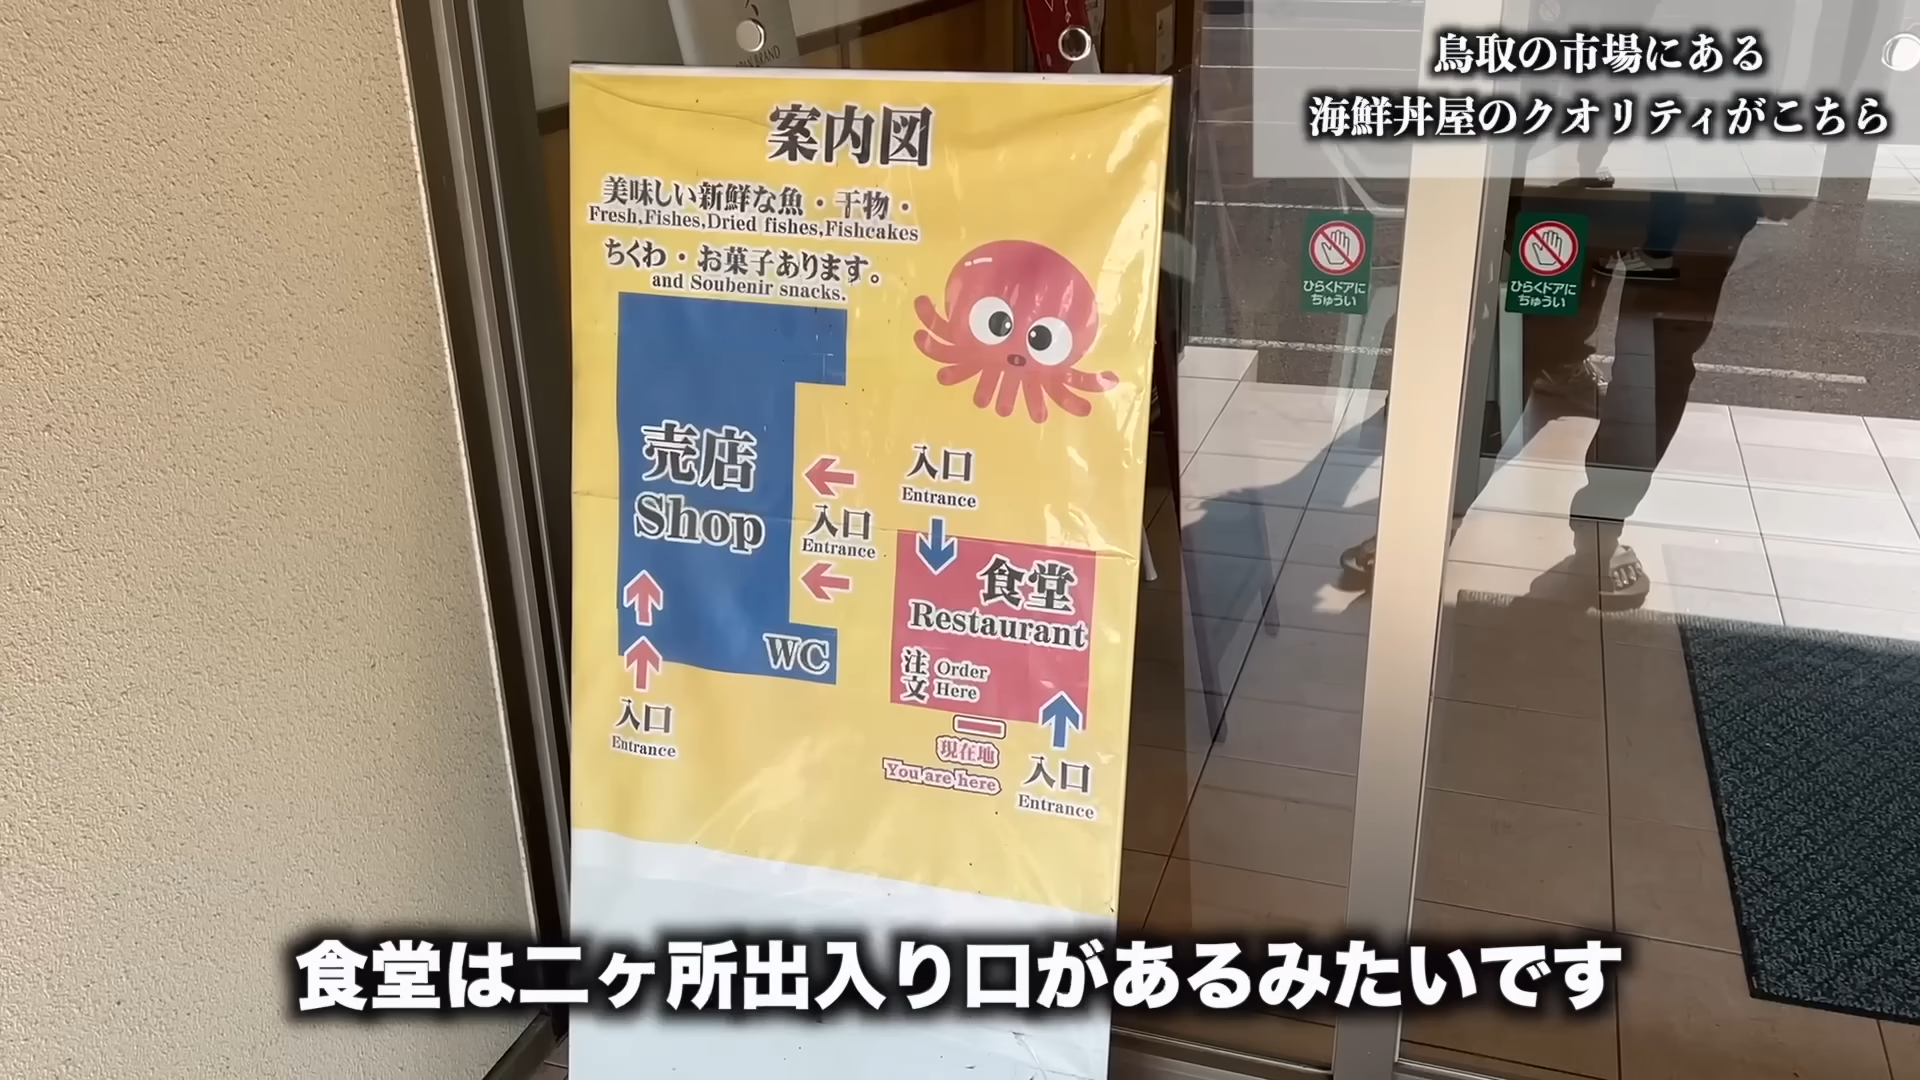 鳥取の市場にある
海鮮丼屋のクオリティがこちら
案内図
美味しい新鮮な魚・干物・
Fresh,Fishes,Dried fishes,Fishcakes
ちくわ・お菓子あります。
and Soubenir snacks.
売店
Shop
入口
Entrance
入口
Entrance
食堂
Restaurant
注文
Order
Here
WC
入口
Entrance
現在地
You are here
入口
Entrance
ひらくドアに
ちゅうい
ひらくドアに
ちゅうい
食堂は二ヶ所出入り口があるみたいです